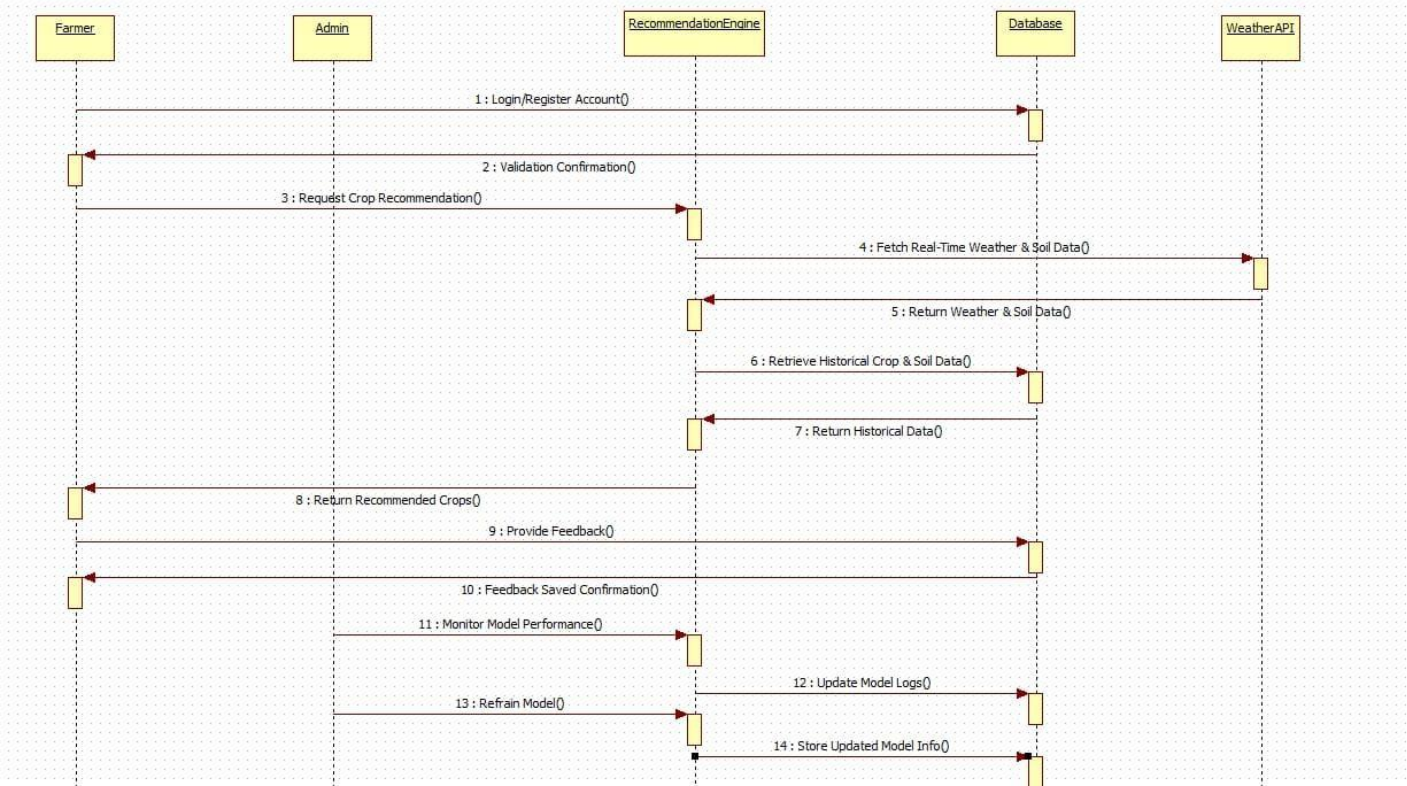 Farmer
Admin
RecommendationEngine
Database
WeatherAPI
1 : Login/Register Account()
2 : Validation Confirmation()
3 : Request Crop Recommendation()
4 : Fetch Real-Time Weather & Soil Data()
5 : Return Weather & Soil Data()
6 : Retrieve Historical Crop & Soil Data()
7 : Return Historical Data()
8 : Return Recommended Crops()
9 : Provide Feedback()
10 : Feedback Saved Confirmation()
11 : Monitor Model Performance()
12 : Update Model Logs()
13 : Refrain Model()
14 : Store Updated Model Info()